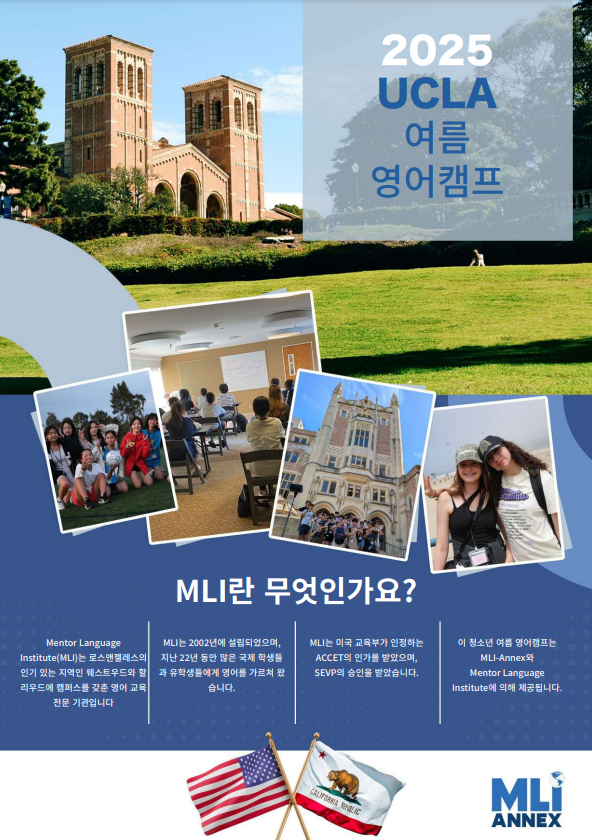 2025
UCLA
여름
영어캠프
MLI란 무엇인가요?
Mentor Language
Institute(MLI)는 로스앤젤레스의
인기 있는 지역인 웨스트우드와 할
리우드에 캠퍼스를 갖춘 영어 교육
전문 기관입니다
MLI는 2002년에 설립되었으며,
지난 22년 동안 많은 국제 학생들
과 유학생들에게 영어를 가르쳐 왔
습니다.
MLI는 미국 교육부가 인정하는
ACCET의 인가를 받았으며,
SEVP의 승인을 받았습니다.
이 청소년 여름 영어캠프는
MLI-Annex와
Mentor Language
Institute에 의해 제공됩니다.
CALIFORNIA REPUBLIC
MLi
ANNEX